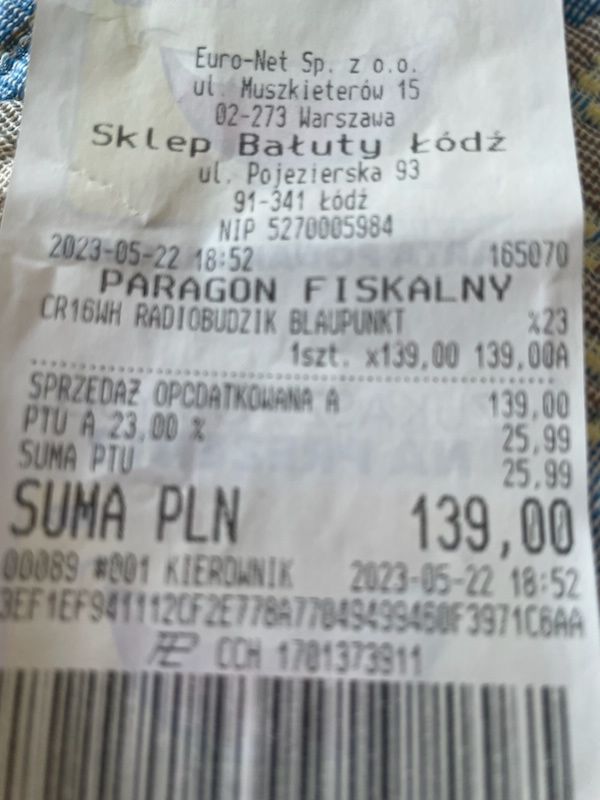 Euro-Net Sp. z o.o.
ul. Muszkieterów 15
02-273 Warszawa
Sklep Bałuty Łódź
ul. Pojezierska 93
91-341 Łódź
NIP 5270005984
2023-05-22 18:52 165070
PARAGON FISKALNY
CR16WH RADIOBUDZIK BLAUPUNKT %23
1szt. x139,00 139,00A
SPRZEDAŻ OPODATKOWANA A 139,00
PTU A 23,00 % 25,99
SUMA PTU 25,99
SUMA PLN 139,00
00089 #001 KIEROWNIK 2023-05-22 18:52
CCH 1701373911